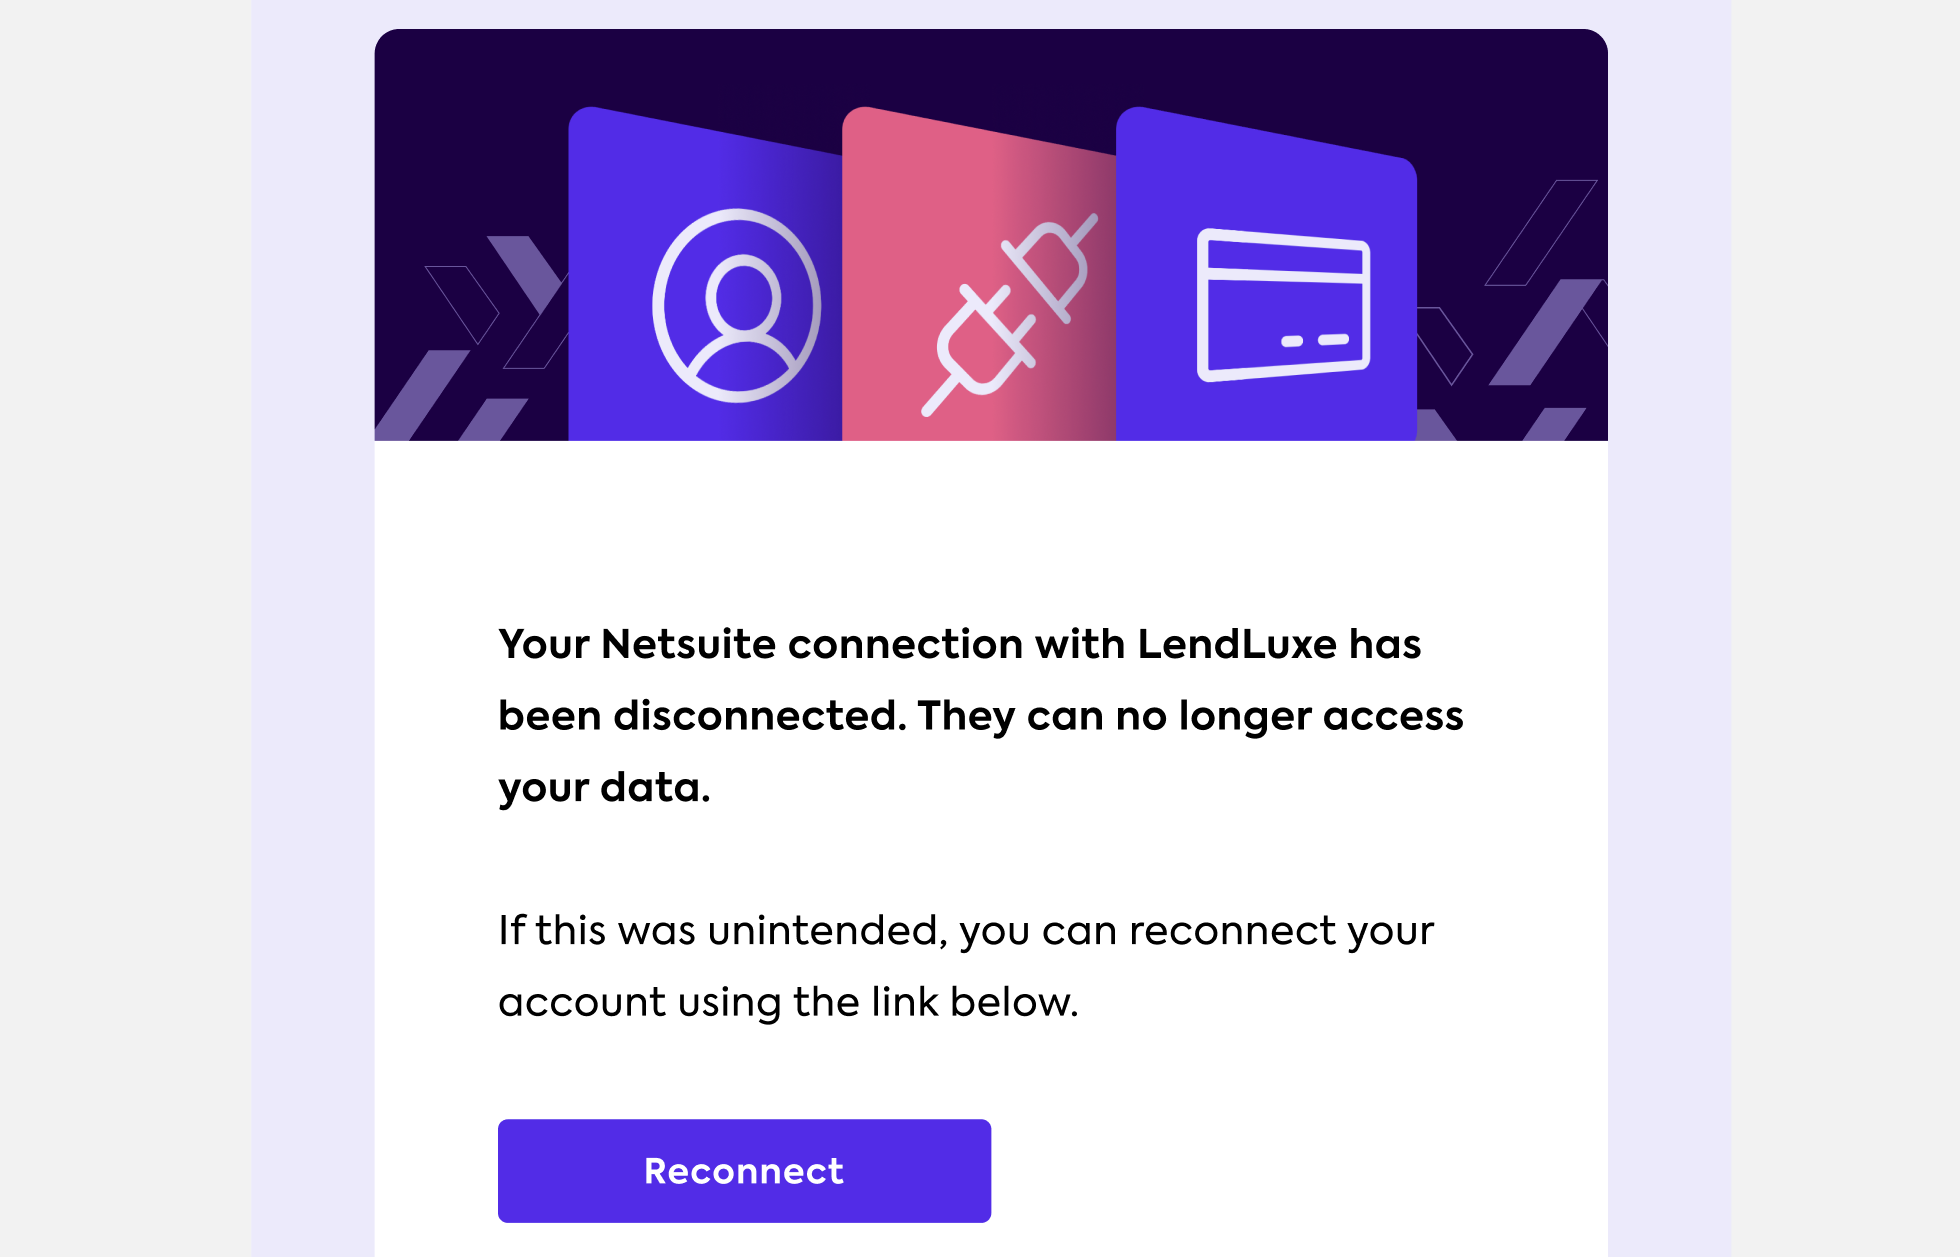 Your Netsuite connection with LendLuxe has
been disconnected. They can no longer access
your data.
If this was unintended, you can reconnect your
account using the link below.
Reconnect